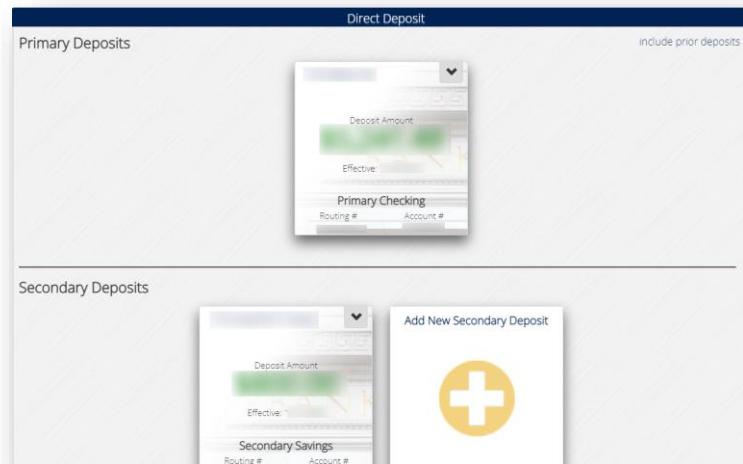 Direct Deposit
Primary Deposits
include prior deposits
Deposit Amount
Effective:
Primary Checking
Routing # Account #
Secondary Deposits
Add New Secondary Deposit
Deposit Amount
Effective:
Secondary Savings
Routing # Account #